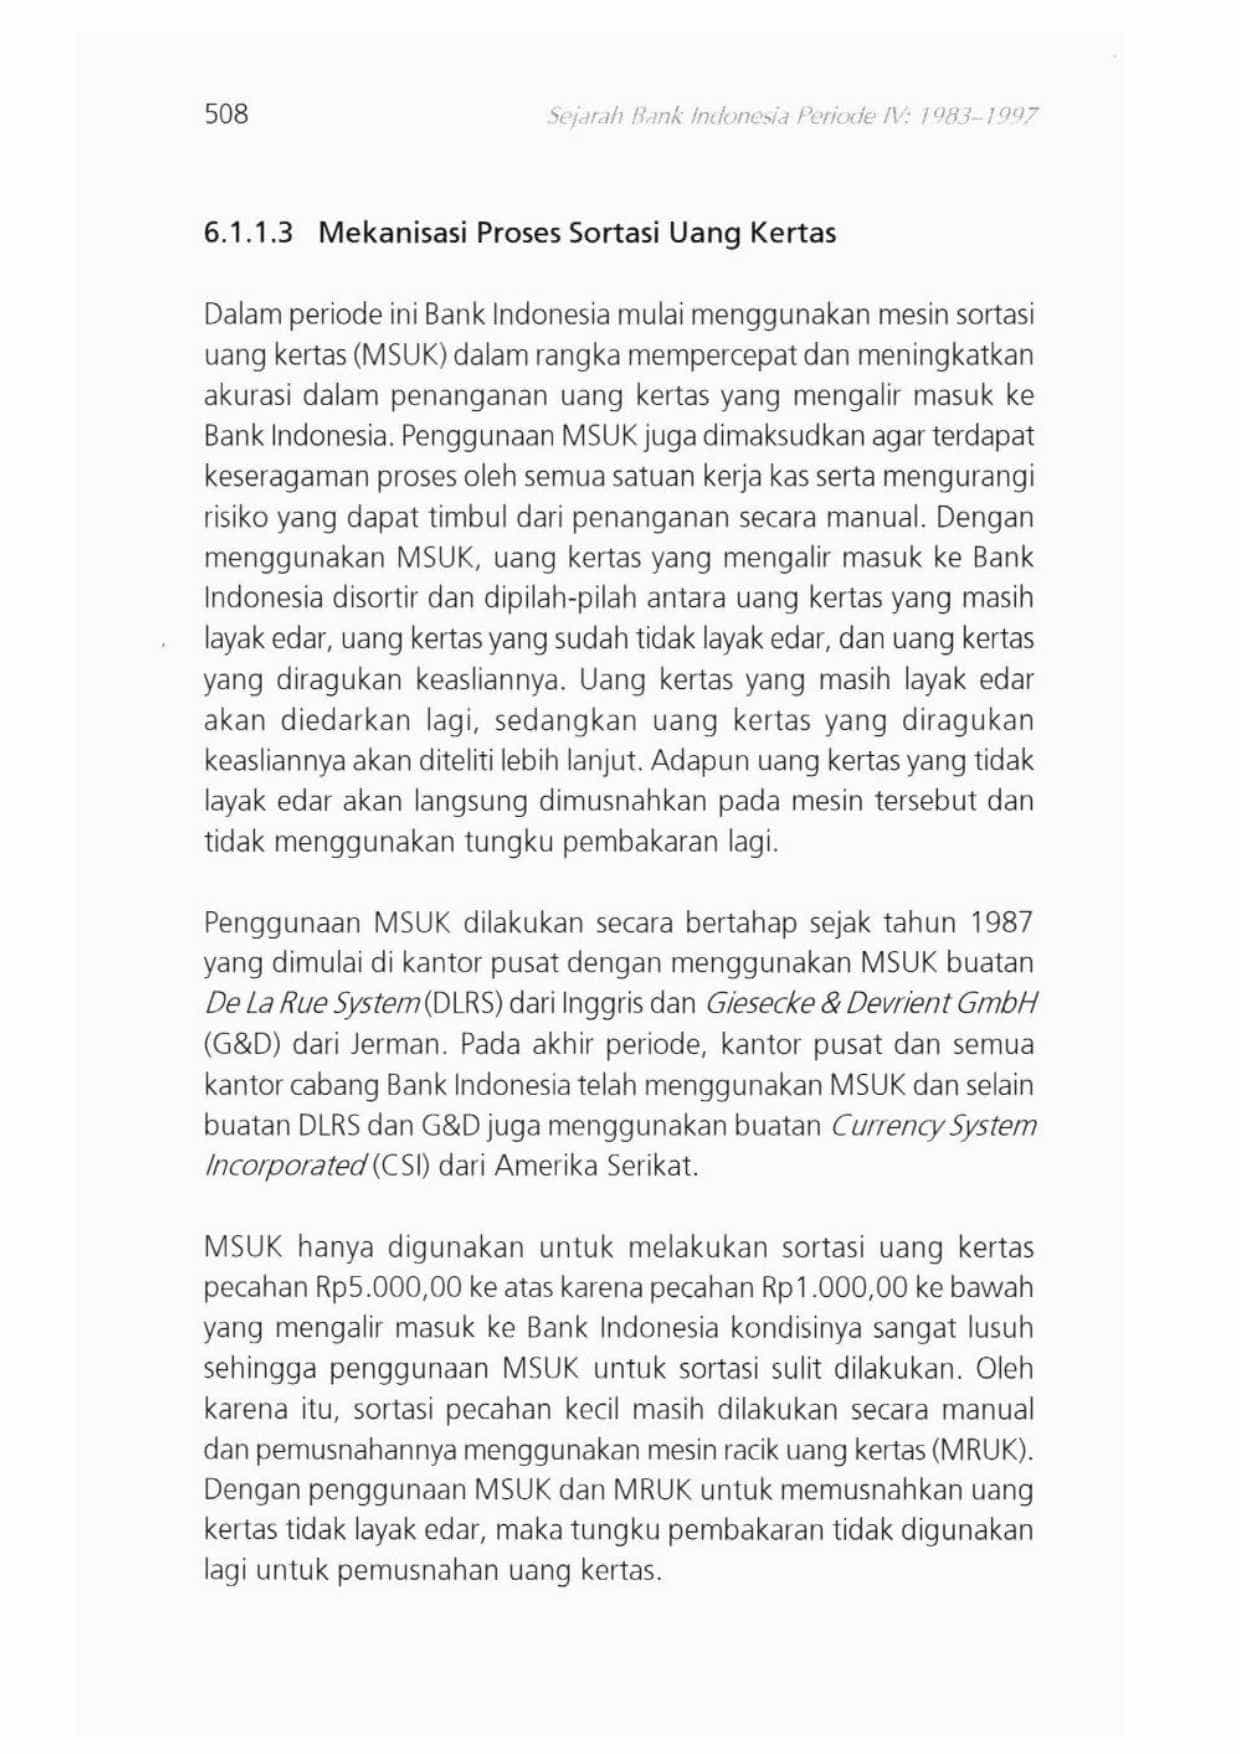 508
Sejarah Bank Indonesia Periode IV: 1983–1997
6.1.1.3 Mekanisasi Proses Sortasi Uang Kertas
Dalam periode ini Bank Indonesia mulai menggunakan mesin sortasi
uang kertas (MSUK) dalam rangka mempercepat dan meningkatkan
akurasi dalam penanganan uang kertas yang mengalir masuk ke
Bank Indonesia. Penggunaan MSUK juga dimaksudkan agar terdapat
keseragaman proses oleh semua satuan kerja kas serta mengurangi
risiko yang dapat timbul dari penanganan secara manual. Dengan
menggunakan MSUK, uang kertas yang mengalir masuk ke Bank
Indonesia disortir dan dipilah-pilah antara uang kertas yang masih
layak edar, uang kertas yang sudah tidak layak edar, dan uang kertas
yang diragukan keasliannya. Uang kertas yang masih layak edar
akan diedarkan lagi, sedangkan uang kertas yang diragukan
keasliannya akan diteliti lebih lanjut. Adapun uang kertas yang tidak
layak edar akan langsung dimusnahkan pada mesin tersebut dan
tidak menggunakan tungku pembakaran lagi.
Penggunaan MSUK dilakukan secara bertahap sejak tahun 1987
yang dimulai di kantor pusat dengan menggunakan MSUK buatan
De La Rue System (DLRS) dari Inggris dan Giesecke & Devrient GmbH
(G&D) dari Jerman. Pada akhir periode, kantor pusat dan semua
kantor cabang Bank Indonesia telah menggunakan MSUK dan selain
buatan DLRS dan G&D juga menggunakan buatan Currency System
Incorporated (CSI) dari Amerika Serikat.
MSUK hanya digunakan untuk melakukan sortasi uang kertas
pecahan Rp5.000,00 ke atas karena pecahan Rp1.000,00 ke bawah
yang mengalir masuk ke Bank Indonesia kondisinya sangat lusuh
sehingga penggunaan MSUK untuk sortasi sulit dilakukan. Oleh
karena itu, sortasi pecahan kecil masih dilakukan secara manual
dan pemusnahannya menggunakan mesin racik uang kertas (MRUK).
Dengan penggunaan MSUK dan MRUK untuk memusnahkan uang
kertas tidak layak edar, maka tungku pembakaran tidak digunakan
lagi untuk pemusnahan uang kertas.